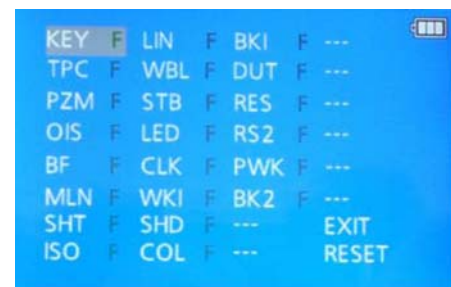 KEY F LIN F BKI F ---
TPC F WBL F DUT F ---
PZM F STB F RES F ---
OIS F LED F RS2 F ---
BF F CLK F PWK F ---
MLN F WKI F BK2 F ---
SHT F SHD F --- EXIT
ISO F COL F --- RESET